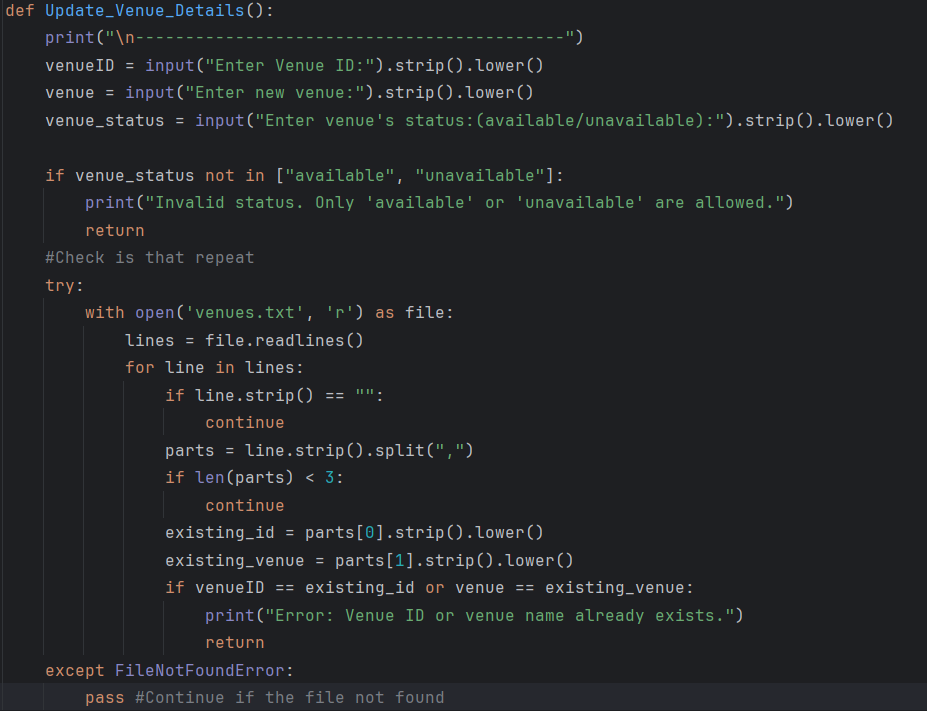 def Update_Venue_Details():
    print("\n-------------------------------------------")
    venueID = input("Enter Venue ID:").strip().lower()
    venue = input("Enter new venue:").strip().lower()
    venue_status = input("Enter venue's status:(available/unavailable):").strip().lower()

    if venue_status not in ["available", "unavailable"]:
        print("Invalid status. Only 'available' or 'unavailable' are allowed.")
        return
    #Check is that repeat
    try:
        with open('venues.txt', 'r') as file:
            lines = file.readlines()
            for line in lines:
                if line.strip() == "":
                    continue
                parts = line.strip().split(",")
                if len(parts) < 3:
                    continue
                existing_id = parts[0].strip().lower()
                existing_venue = parts[1].strip().lower()
                if venueID == existing_id or venue == existing_venue:
                    print("Error: Venue ID or venue name already exists.")
                    return
    except FileNotFoundError:
        pass #Continue if the file not found